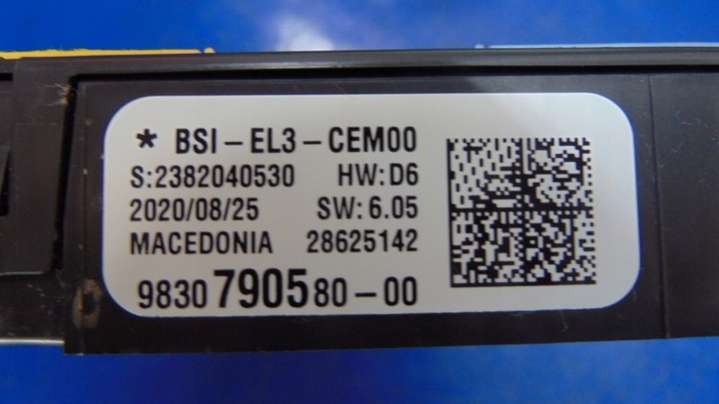 * BSI-EL3-CEM00
S:2382040530 HW:D6
2020/08/25 SW:6.05
MACEDONIA 28625142
9830790580-00